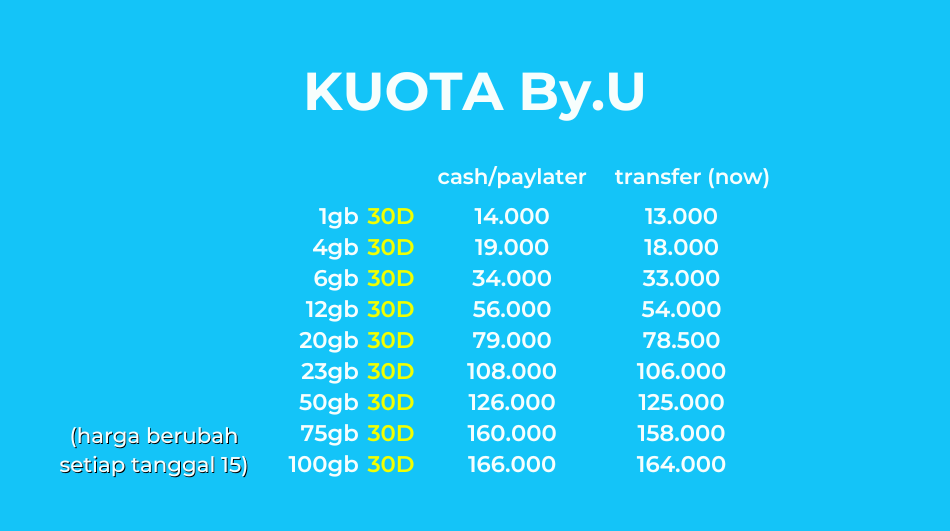 KUOTA By.U
cash/paylater transfer (now)
1gb 30D 14.000 13.000
4gb 30D 19.000 18.000
6gb 30D 34.000 33.000
12gb 30D 56.000 54.000
20gb 30D 79.000 78.500
23gb 30D 108.000 106.000
50gb 30D 126.000 125.000
75gb 30D 160.000 158.000
100gb 30D 166.000 164.000
(harga berubah
setiap tanggal 15)